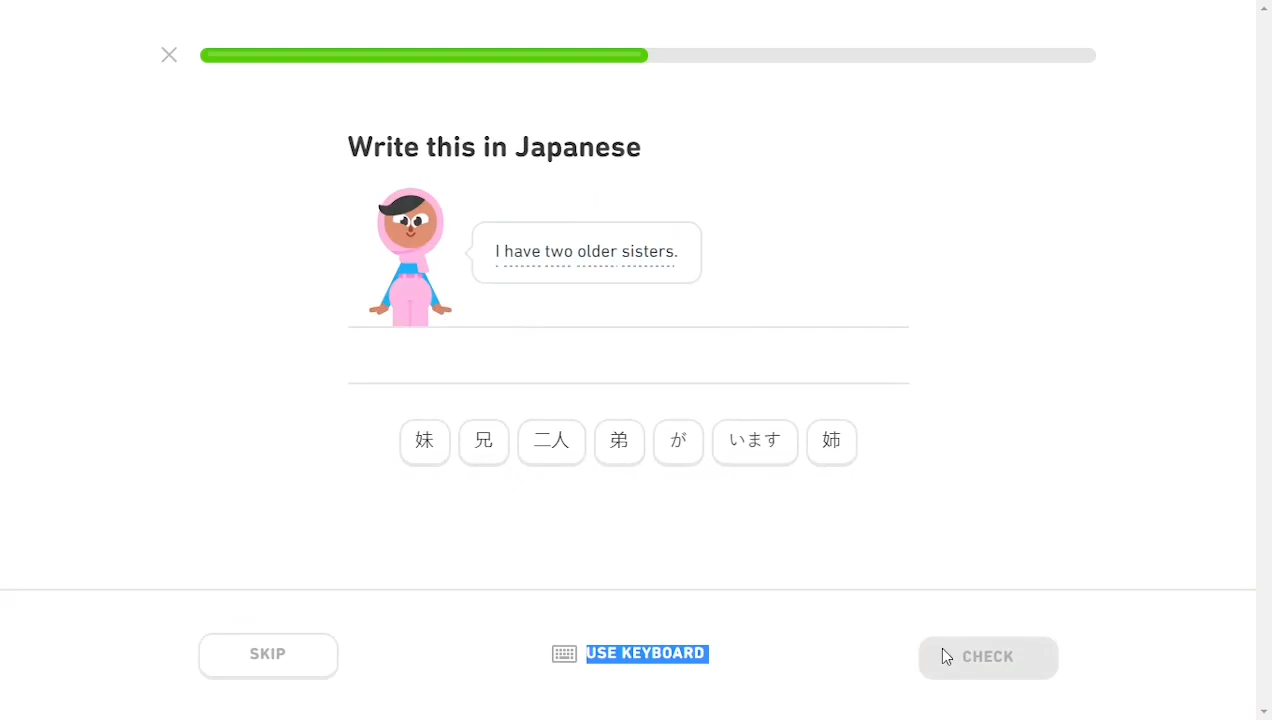 Write this in Japanese
I have two older sisters.
妹 兄 二人 弟 が います 姉
SKIP USE KEYBOARD CHECK